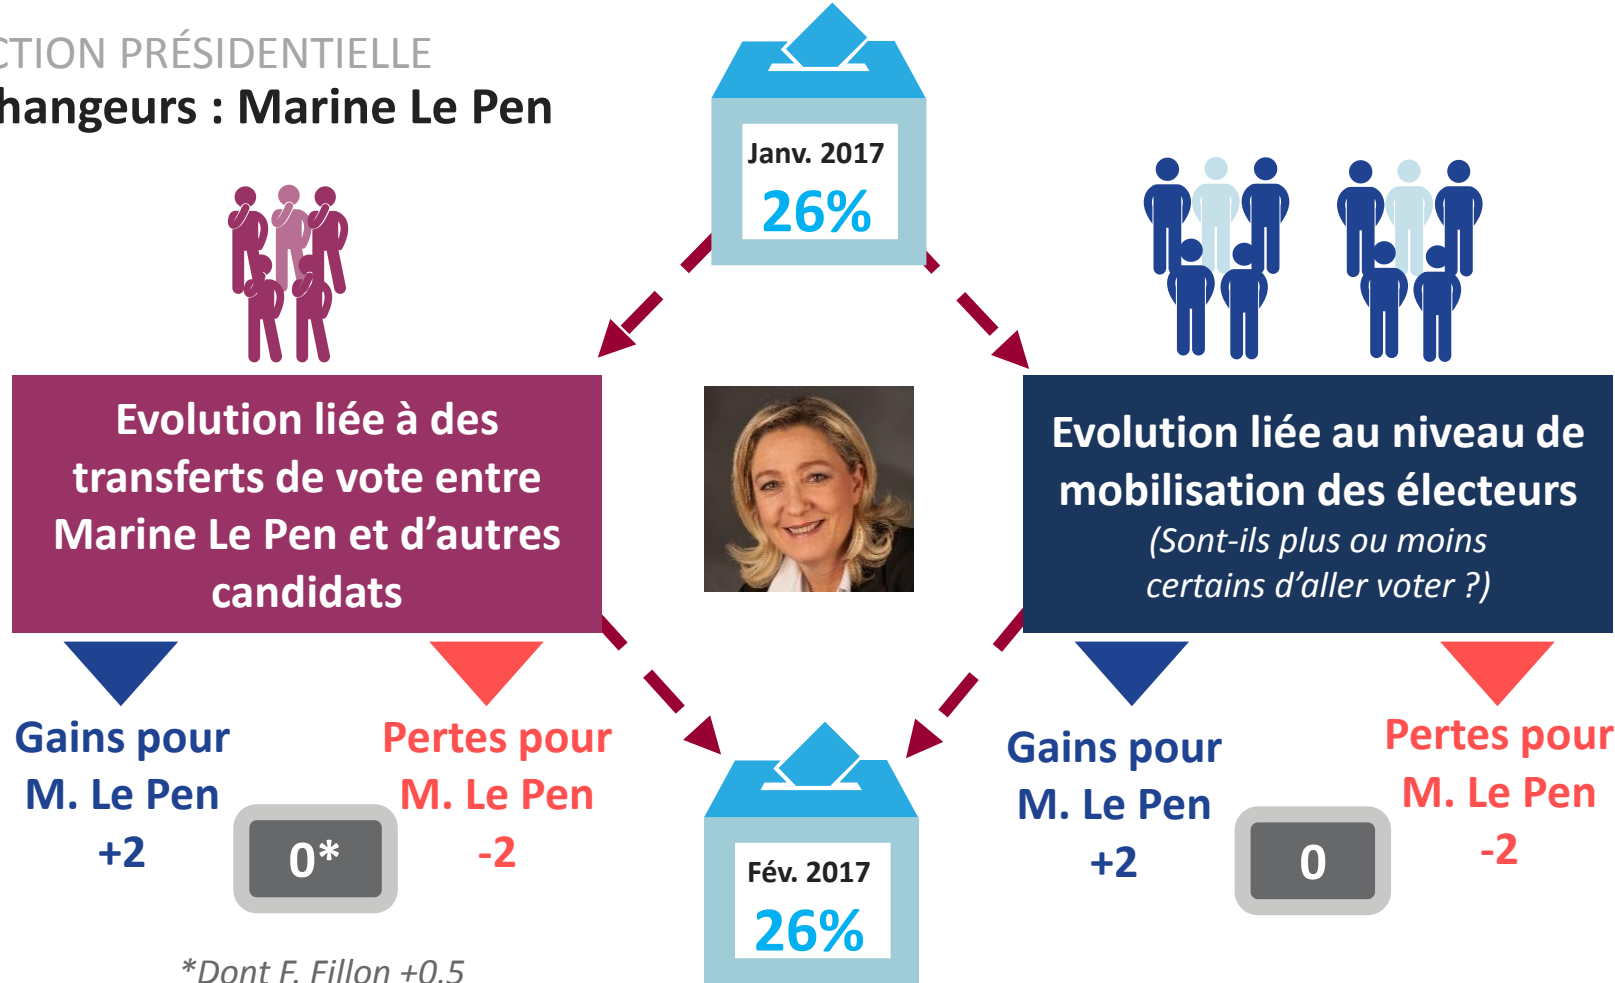 CTION PRÉSIDENTIELLE
hangeurs : Marine Le Pen
Janv. 2017
26%
Evolution liée à des
transferts de vote entre
Marine Le Pen et d’autres
candidats
Evolution liée au niveau de
mobilisation des électeurs
(Sont-ils plus ou moins
certains d’aller voter ?)
Gains pour
M. Le Pen
+2
0*
Pertes pour
M. Le Pen
-2
Fév. 2017
26%
Gains pour
M. Le Pen
+2
0
Pertes pour
M. Le Pen
-2
*Dont F. Fillon +0.5